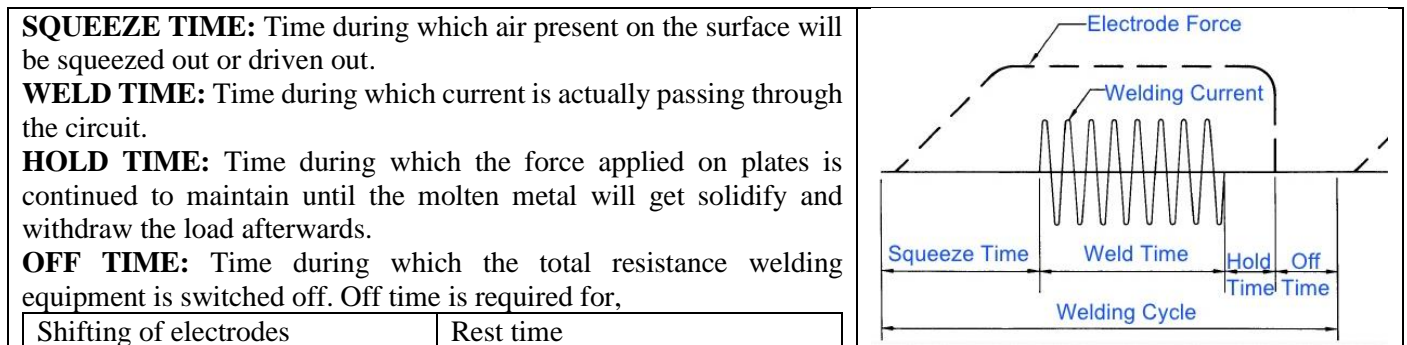 SQUEEZE TIME: Time during which air present on the surface will
be squeezed out or driven out.
WELD TIME: Time during which current is actually passing through
the circuit.
HOLD TIME: Time during which the force applied on plates is
continued to maintain until the molten metal will get solidify and
withdraw the load afterwards.
OFF TIME: Time during which the total resistance welding
equipment is switched off. Off time is required for,
Shifting of electrodes
Rest time
Electrode Force
Welding Current
Squeeze Time
Weld Time
Hold
Time
Off
Time
Welding Cycle